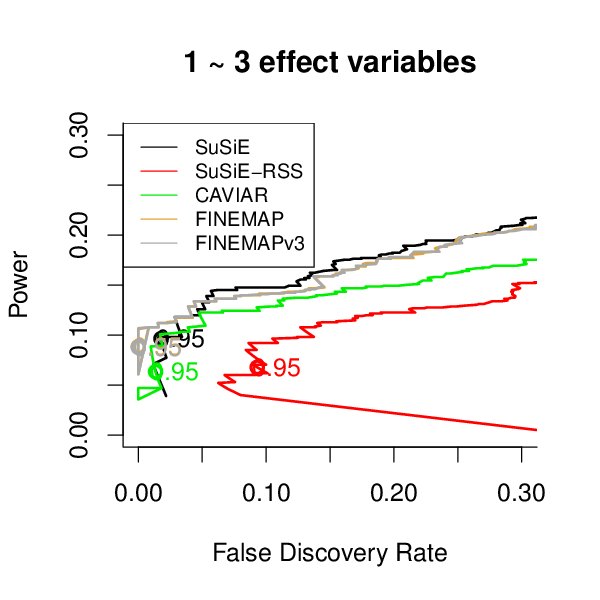 1 ~ 3 effect variables
Power
0.30
0.20
0.10
0.00
SuSiE
SuSiE−RSS
CAVIAR
FINEMAP
FINEMAPv3
.95
.95
.95
0.00
0.10
0.20
0.30
False Discovery Rate